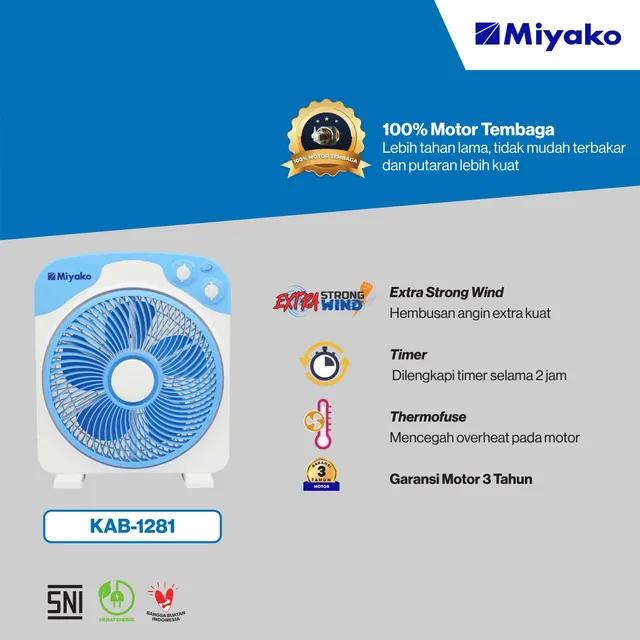 Miyako
100% MOTOR TEMBAGA
100% Motor Tembaga
Lebih tahan lama, tidak mudah terbakar
dan putaran lebih kuat
Miyako
EXTRA STRONG WIND
Extra Strong Wind
Hembusan angin extra kuat
Timer
Dilengkapi timer selama 2 jam
Thermofuse
Mencegah overheat pada motor
GARANSI
3
TAHUN
MOTOR
Garansi Motor 3 Tahun
KAB-1281
SNI
HEMAT ENERGI
BANGGA BUATAN
INDONESIA